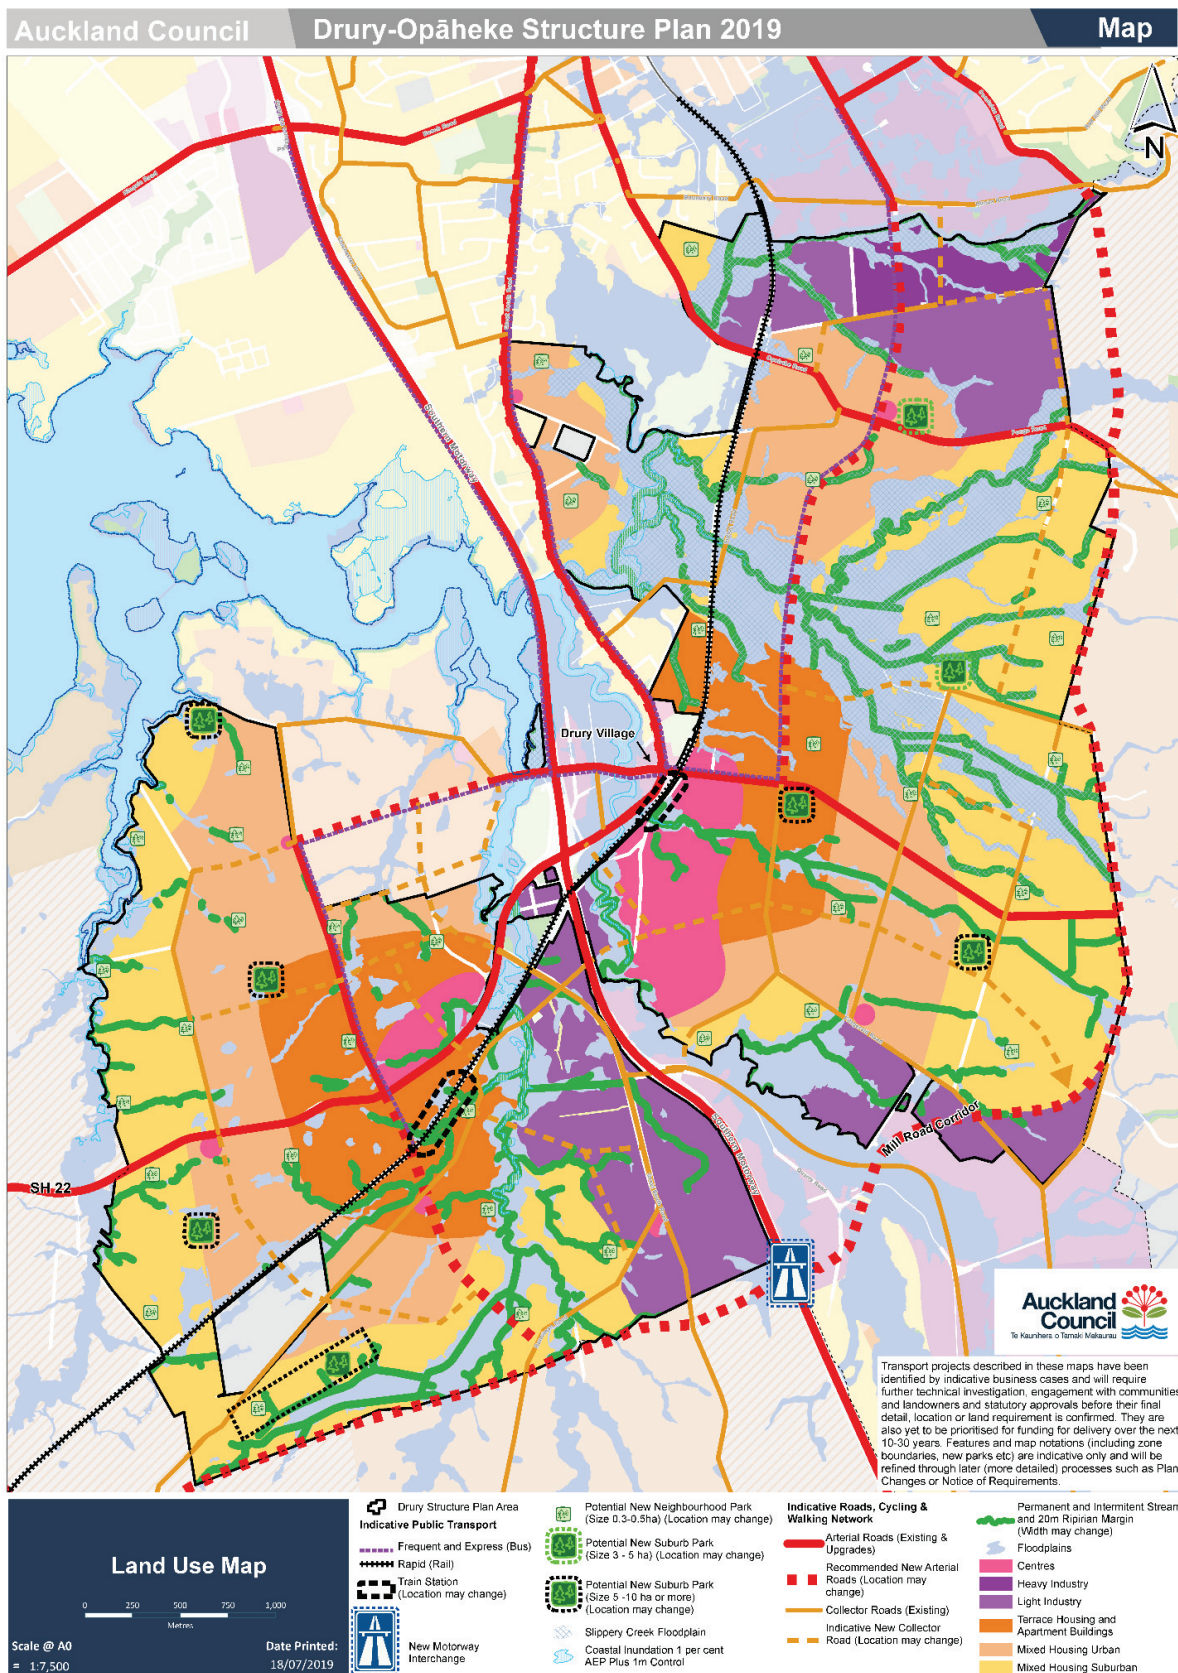 Auckland Council
Drury-Opāheke Structure Plan 2019
Map
N
Southern Motorway
Drury Village
SH 22
Southern Motorway
Mill Road Corridor
Auckland
Council
Te Kaunihera o Tamaki Makaurau
Transport projects described in these maps have been
identified by indicative business cases and will require
further technical investigation, engagement with communities
and landowners and statutory approvals before their final
detail, location or land requirement is confirmed. They are
also yet to be prioritised for funding for delivery over the next
10-30 years. Features and map notations (including zone
boundaries, new parks etc) are indicative only and will be
refined through later (more detailed) processes such as Plan
Changes or Notice of Requirements.
Land Use Map
0 250 500 750 1,000
Metres
Scale @ A0
= 1:7,500
Date Printed:
18/07/2019
Drury Structure Plan Area
Indicative Public Transport
Frequent and Express (Bus)
Rapid (Rail)
Train Station
(Location may change)
New Motorway
Interchange
Potential New Neighbourhood Park
(Size 0.3-0.5ha) (Location may change)
Potential New Suburb Park
(Size 3 - 5 ha) (Location may change)
Potential New Suburb Park
(Size 5 -10 ha or more)
(Location may change)
Slippery Creek Floodplain
Coastal Inundation 1 per cent
AEP Plus 1m Control
Indicative Roads, Cycling &
Walking Network
Arterial Roads (Existing &
Upgrades)
Recommended New Arterial
Roads (Location may
change)
Collector Roads (Existing)
Indicative New Collector
Road (Location may change)
Permanent and Intermitent Stream
and 20m Ripirian Margin
(Width may change)
Floodplains
Centres
Heavy Industry
Light Industry
Terrace Housing and
Apartment Buildings
Mixed Housing Urban
Mixed Housing Suburban